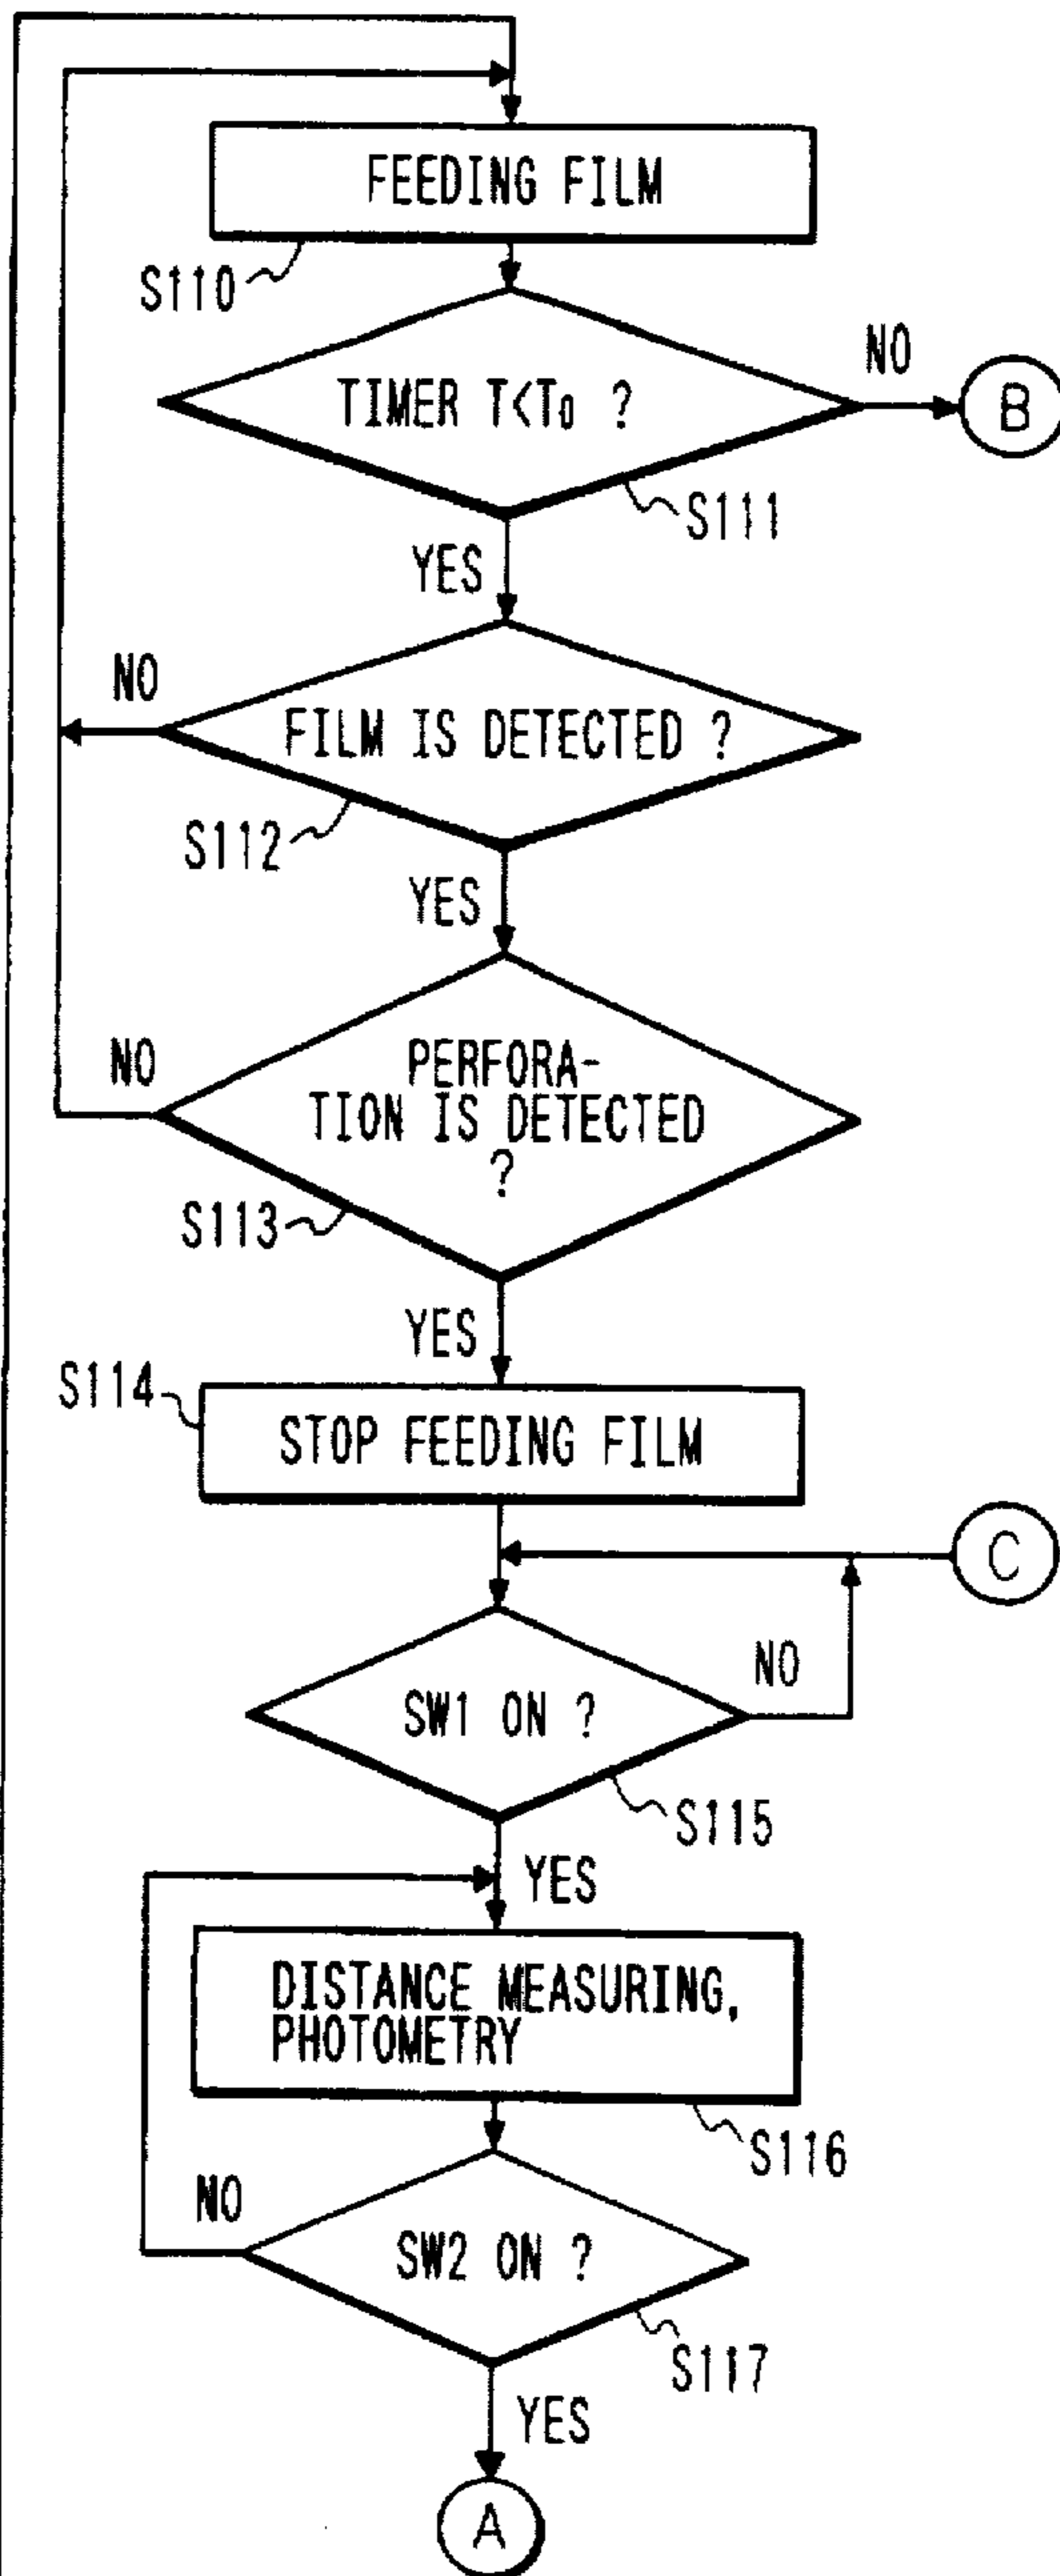 FEEDING FILM
S110
TIMER T<T0 ?
NO
B
S111
YES
NO
FILM IS DETECTED ?
S112
YES
NO
PERFORA-
TION IS DETECTED
?
S113
YES
S114
STOP FEEDING FILM
C
SW1 ON ?
NO
S115
YES
DISTANCE MEASURING,
PHOTOMETRY
S116
NO
SW2 ON ?
S117
YES
A